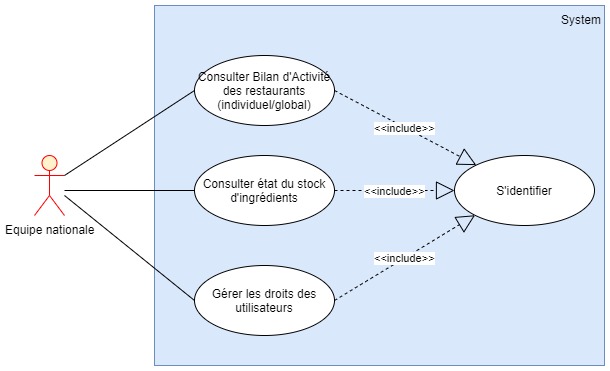 System
Consulter Bilan d'Activité
des restaurants
(individuel/global)
<<include>>
Consulter état du stock
d'ingrédients
<<include>>
S'identifier
Equipe nationale
<<include>>
Gérer les droits des
utilisateurs